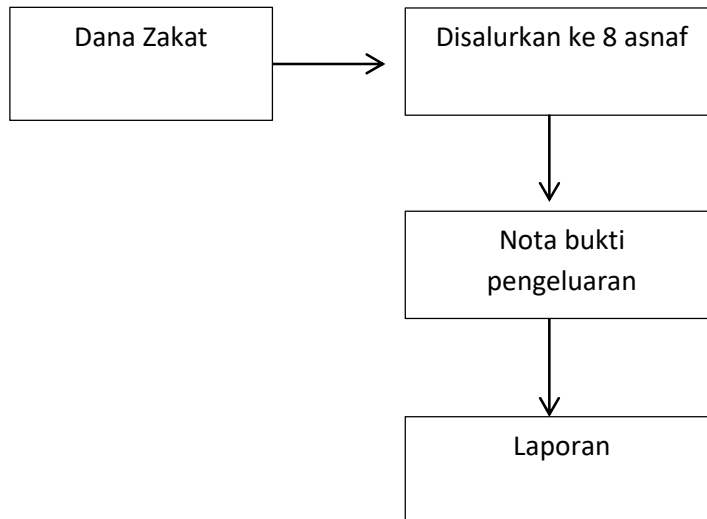 Dana Zakat
Disalurkan ke 8 asnaf
Nota bukti
pengeluaran
Laporan